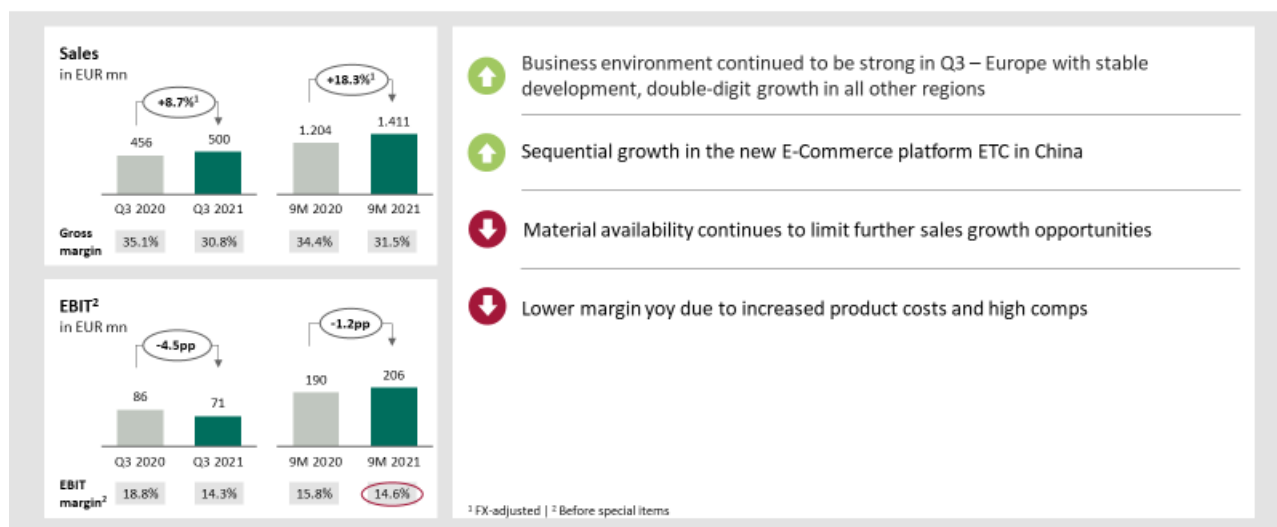 Sales
in EUR mn
+8.7%¹
+18.3%¹
456
500
1.204
1.411
Q3 2020
Q3 2021
9M 2020
9M 2021
Gross
margin
35.1%
30.8%
34.4%
31.5%
EBIT²
in EUR mn
-4.5pp
-1.2pp
86
71
190
206
Q3 2020
Q3 2021
9M 2020
9M 2021
EBIT
margin²
18.8%
14.3%
15.8%
14.6%
Business environment continued to be strong in Q3 – Europe with stable
development, double-digit growth in all other regions
Sequential growth in the new E-Commerce platform ETC in China
Material availability continues to limit further sales growth opportunities
Lower margin yoy due to increased product costs and high comps
¹ FX-adjusted | ² Before special items